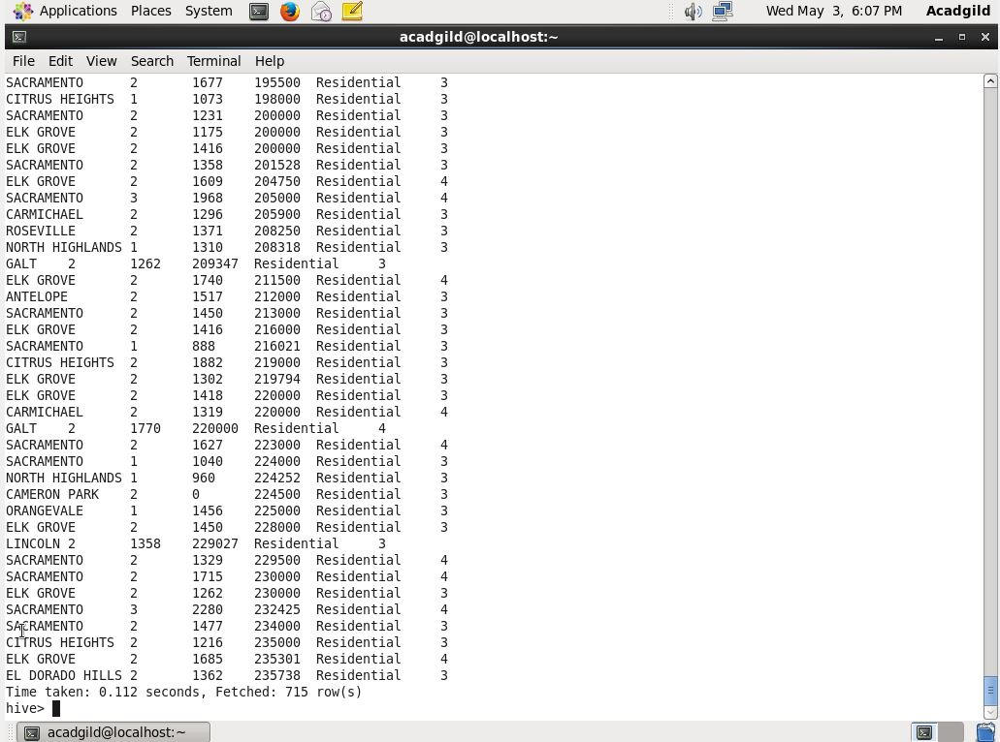 Applications Places System Wed May 3, 6:07 PM Acadgild
acadgild@localhost:~
File Edit View Search Terminal Help
SACRAMENTO 2 1677 195500 Residential 3
CITRUS HEIGHTS 1 1073 198000 Residential 3
SACRAMENTO 2 1231 200000 Residential 3
ELK GROVE 2 1175 200000 Residential 3
ELK GROVE 2 1416 200000 Residential 3
SACRAMENTO 2 1358 201528 Residential 3
ELK GROVE 2 1609 204750 Residential 4
SACRAMENTO 3 1968 205000 Residential 4
CARMICHAEL 2 1296 205900 Residential 3
ROSEVILLE 2 1371 208250 Residential 3
NORTH HIGHLANDS 1 1310 208318 Residential 3
GALT 2 1262 209347 Residential 3
ELK GROVE 2 1740 211500 Residential 4
ANTELOPE 2 1517 212000 Residential 3
SACRAMENTO 2 1450 213000 Residential 3
ELK GROVE 2 1416 216000 Residential 3
SACRAMENTO 1 888 216021 Residential 3
CITRUS HEIGHTS 2 1882 219000 Residential 3
ELK GROVE 2 1302 219794 Residential 3
ELK GROVE 2 1418 220000 Residential 3
CARMICHAEL 2 1319 220000 Residential 4
GALT 2 1770 220000 Residential 4
SACRAMENTO 2 1627 223000 Residential 4
SACRAMENTO 1 1040 224000 Residential 3
NORTH HIGHLANDS 1 960 224252 Residential 3
CAMERON PARK 2 0 224500 Residential 3
ORANGEVALE 1 1456 225000 Residential 3
ELK GROVE 2 1450 228000 Residential 3
LINCOLN 2 1358 229027 Residential 3
SACRAMENTO 2 1329 229500 Residential 4
SACRAMENTO 2 1715 230000 Residential 4
ELK GROVE 2 1262 230000 Residential 3
SACRAMENTO 3 2280 232425 Residential 4
SACRAMENTO 2 1477 234000 Residential 3
CITRUS HEIGHTS 2 1216 235000 Residential 3
ELK GROVE 2 1685 235301 Residential 4
EL DORADO HILLS 2 1362 235738 Residential 3
Time taken: 0.112 seconds, Fetched: 715 row(s)
hive>
acadgild@localhost:~